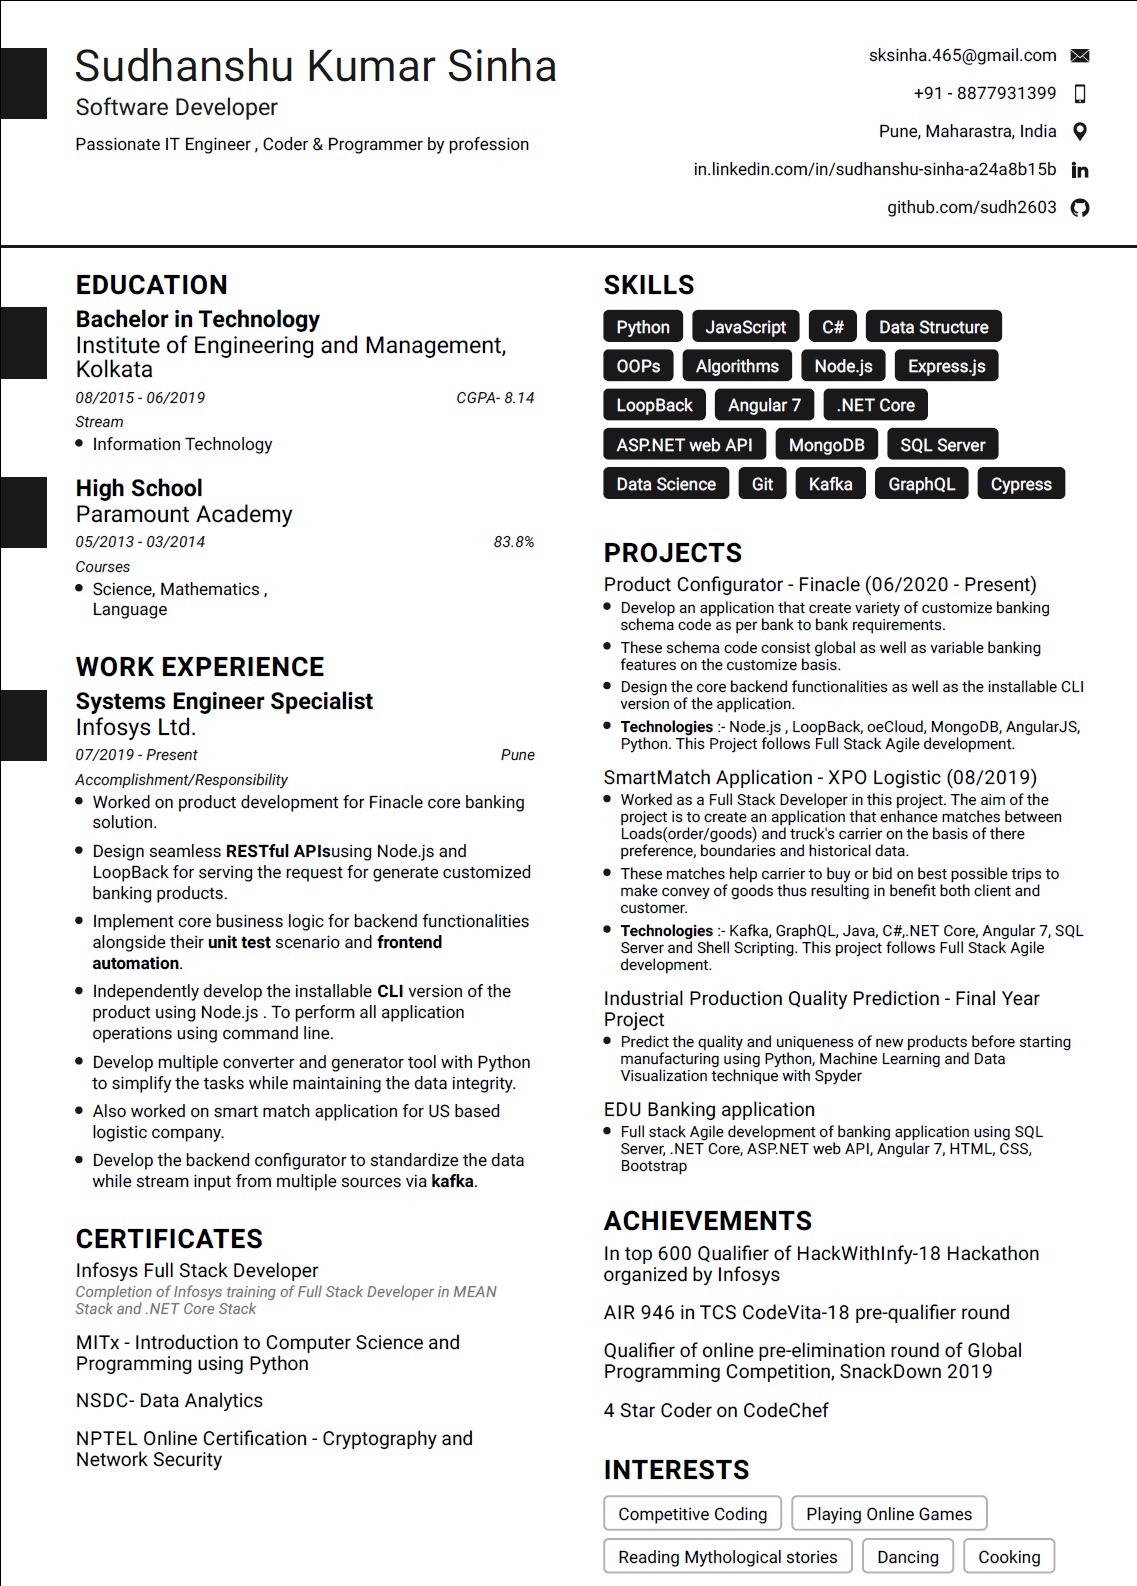 Sudhanshu Kumar Sinha
Software Developer
Passionate IT Engineer , Coder & Programmer by profession
sksinha.465@gmail.com
+91 - 8877931399
Pune, Maharastra, India
in.linkedin.com/in/sudhanshu-sinha-a24a8b15b
github.com/sudh2603
EDUCATION
Bachelor in Technology
Institute of Engineering and Management,
Kolkata
08/2015 - 06/2019 CGPA- 8.14
Stream
Information Technology
High School
Paramount Academy
05/2013 - 03/2014 83.8%
Courses
Science, Mathematics ,
Language
WORK EXPERIENCE
Systems Engineer Specialist
Infosys Ltd.
07/2019 - Present Pune
Accomplishment/Responsibility
Worked on product development for Finacle core banking
solution.
Design seamless RESTful APIsusing Node.js and
LoopBack for serving the request for generate customized
banking products.
Implement core business logic for backend functionalities
alongside their unit test scenario and frontend
automation.
Independently develop the installable CLI version of the
product using Node.js . To perform all application
operations using command line.
Develop multiple converter and generator tool with Python
to simplify the tasks while maintaining the data integrity.
Also worked on smart match application for US based
logistic company.
Develop the backend configurator to standardize the data
while stream input from multiple sources via kafka.
CERTIFICATES
Infosys Full Stack Developer
Completion of Infosys training of Full Stack Developer in MEAN
Stack and .NET Core Stack
MITx - Introduction to Computer Science and
Programming using Python
NSDC- Data Analytics
NPTEL Online Certification - Cryptography and
Network Security
SKILLS
Python JavaScript C# Data Structure
OOPs Algorithms Node.js Express.js
LoopBack Angular 7 .NET Core
ASP.NET web API MongoDB SQL Server
Data Science Git Kafka GraphQL Cypress
PROJECTS
Product Configurator - Finacle (06/2020 - Present)
Develop an application that create variety of customize banking
schema code as per bank to bank requirements.
These schema code consist global as well as variable banking
features on the customize basis.
Design the core backend functionalities as well as the installable CLI
version of the application.
Technologies :- Node.js , LoopBack, oeCloud, MongoDB, AngularJS,
Python. This Project follows Full Stack Agile development.
SmartMatch Application - XPO Logistic (08/2019)
Worked as a Full Stack Developer in this project. The aim of the
project is to create an application that enhance matches between
Loads(order/goods) and truck's carrier on the basis of there
preference, boundaries and historical data.
These matches help carrier to buy or bid on best possible trips to
make convey of goods thus resulting in benefit both client and
customer.
Technologies :- Kafka, GraphQL, Java, C#,.NET Core, Angular 7, SQL
Server and Shell Scripting. This project follows Full Stack Agile
development.
Industrial Production Quality Prediction - Final Year
Project
Predict the quality and uniqueness of new products before starting
manufacturing using Python, Machine Learning and Data
Visualization technique with Spyder
EDU Banking application
Full stack Agile development of banking application using SQL
Server, .NET Core, ASP.NET web API, Angular 7, HTML, CSS,
Bootstrap
ACHIEVEMENTS
In top 600 Qualifier of HackWithInfy-18 Hackathon
organized by Infosys
AIR 946 in TCS CodeVita-18 pre-qualifier round
Qualifier of online pre-elimination round of Global
Programming Competition, SnackDown 2019
4 Star Coder on CodeChef
INTERESTS
Competitive Coding Playing Online Games
Reading Mythological stories Dancing Cooking